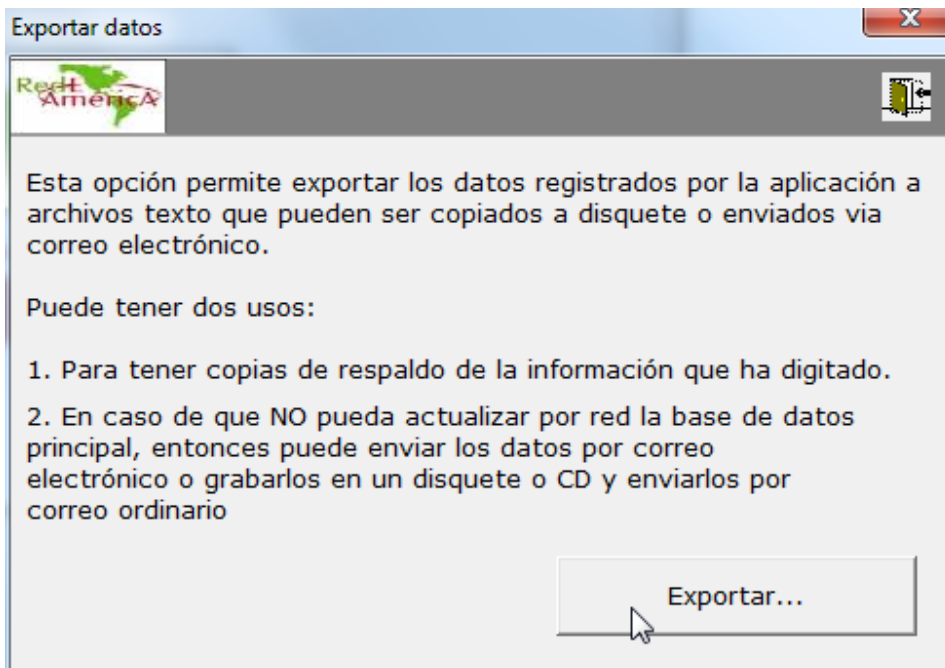 Exportar datos
RedE
AméricA
Esta opción permite exportar los datos registrados por la aplicación a
archivos texto que pueden ser copiados a disquete o enviados via
correo electrónico.
Puede tener dos usos:
1. Para tener copias de respaldo de la información que ha digitado.
2. En caso de que NO pueda actualizar por red la base de datos
principal, entonces puede enviar los datos por correo
electrónico o grabarlos en un disquete o CD y enviarlos por
correo ordinario
Exportar...